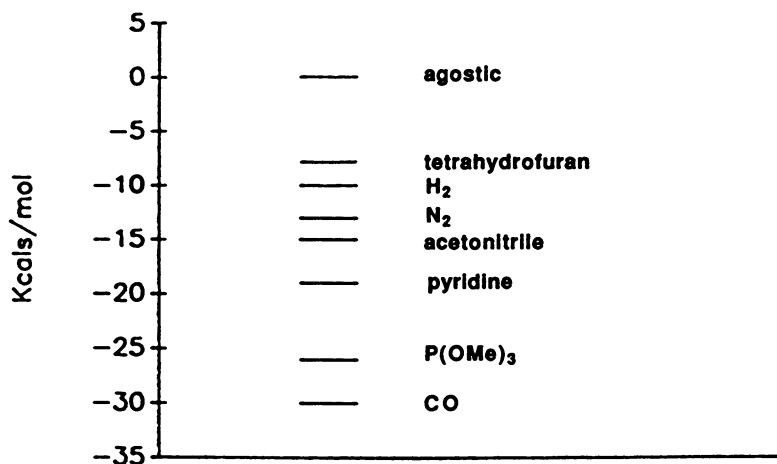 5
0
agostic
−5
tetrahydrofuran
−10
H₂
N₂
−15
acetonitrile
−20
pyridine
−25
P(OMe)₃
−30
CO
−35
Kcals/mol